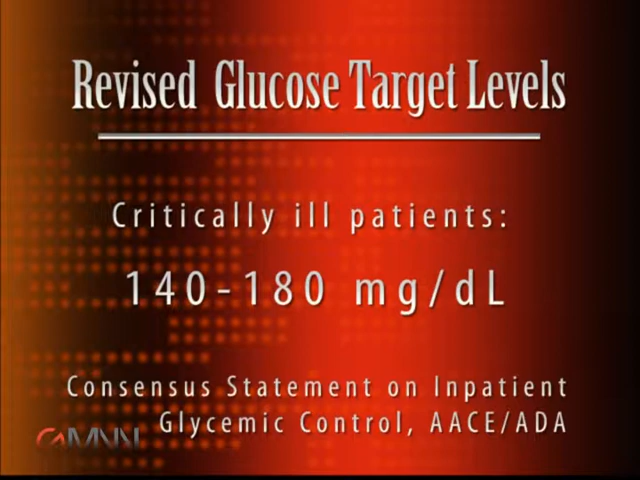 Revised Glucose Target Levels
Critically ill patients:
140-180 mg/dL
Consensus Statement on Inpatient
Glycemic Control, AACE/ADA